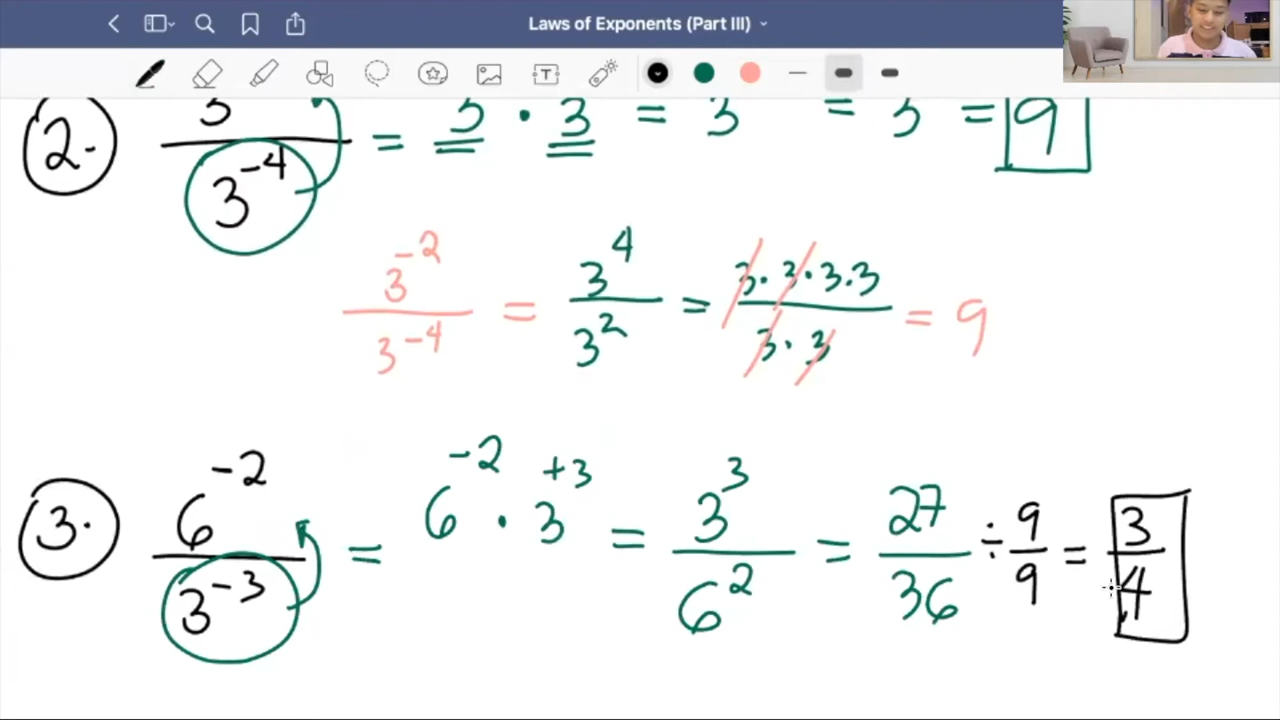 Laws of Exponents (Part III)
2. 3 / 3^-4 = 3 · 3 = 3 = 3 = 9
3^-2 / 3^-4 = 3^4 / 3^2 = 3·3·3·3 / 3·3 = 9
3. 6^-2 / 3^-3 = 6^-2 · 3^+3 = 3^3 / 6^2 = 27 / 36 ÷ 9 / 9 = 3 / 4